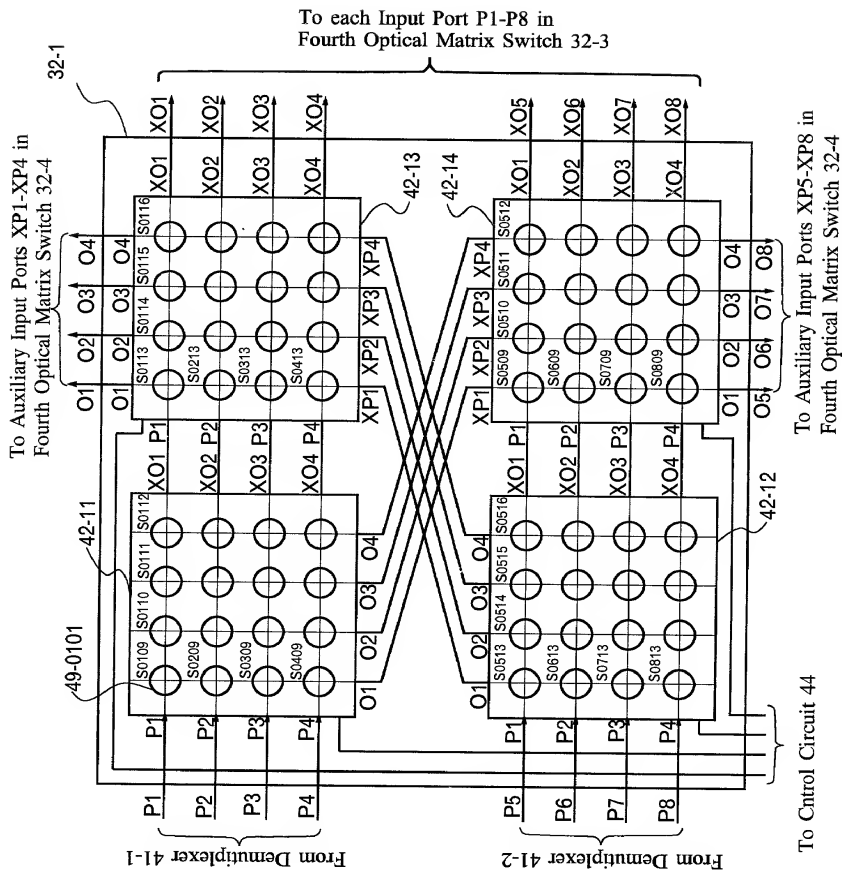 To each Input Port P1-P8 in
Fourth Optical Matrix Switch 32-3
32-1
To Auxiliary Input Ports XP1-XP4 in
Fourth Optical Matrix Switch 32-4
XO1
XO2
XO3
XO4
XO5
XO6
XO7
XO8
O1
O2
O3
O4
O1
O2
O3
O4
42-11
42-13
49-0101
S0109
S0110
S0111
S0112
S0209
S0309
S0409
P1
P2
P3
P4
P1
P2
P3
P4
XO1
XO2
XO3
XO4
P1
P2
P3
P4
S0113
S0114
S0115
S0116
S0213
S0313
S0413
XO1
XO2
XO3
XO4
O1
O2
O3
O4
XP1
XP2
XP3
XP4
From Demutiplexer 41-1
42-12
42-14
O1
O2
O3
O4
XP1
XP2
XP3
XP4
S0513
S0514
S0515
S0516
S0613
S0713
S0813
P5
P6
P7
P8
P1
P2
P3
P4
XO1
XO2
XO3
XO4
P1
P2
P3
P4
S0509
S0510
S0511
S0512
S0609
S0709
S0809
XO1
XO2
XO3
XO4
O1
O2
O3
O4
O5
O6
O7
O8
From Demutiplexer 41-2
To Cntrol Circuit 44
To Auxiliary Input Ports XP5-XP8 in
Fourth Optical Matrix Switch 32-4